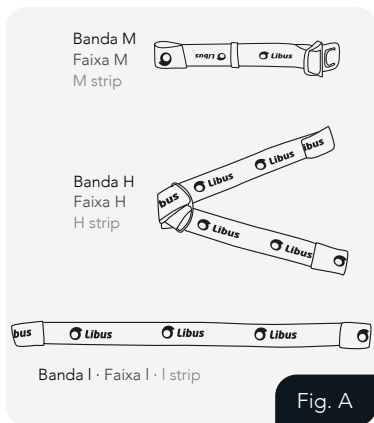 Banda M
Faixa M
M strip
Libus Libus
Banda H
Faixa H
H strip
bus Libus Libus ibus
Libus Libus
bus Libus Libus Libus
Banda l · Faixa l · l strip
Fig. A